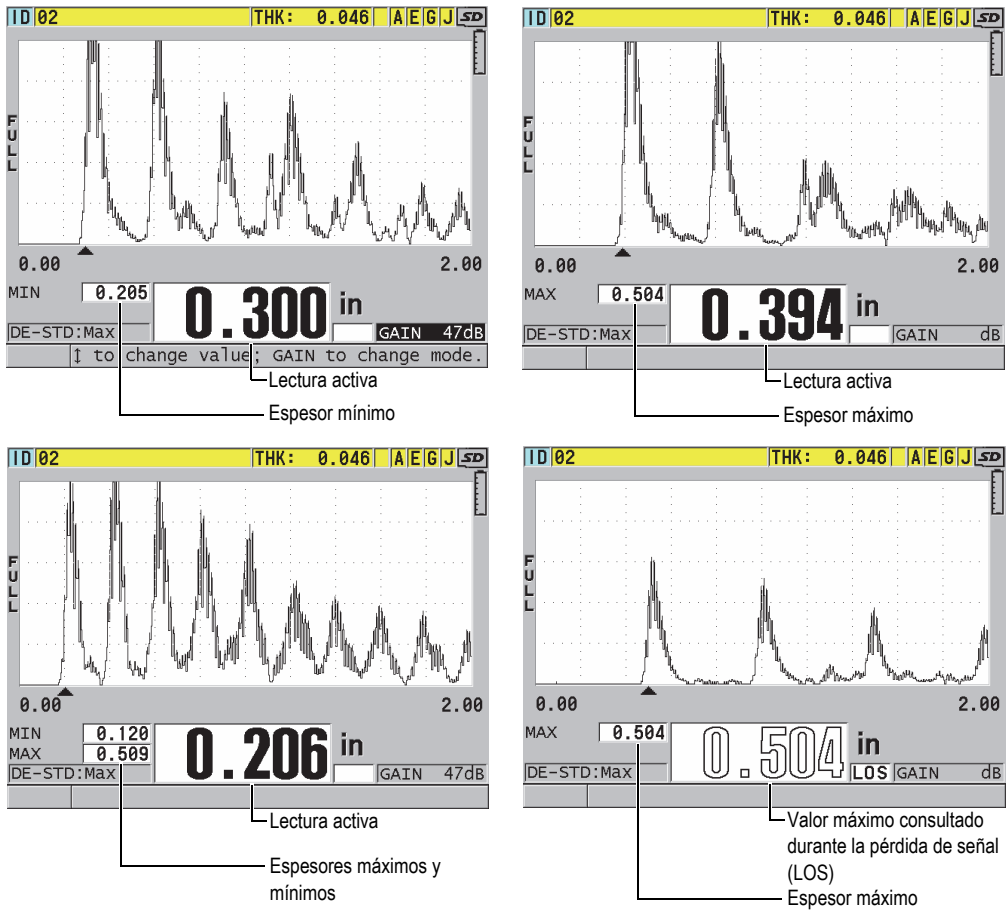 ID 02 THK: 0.046 A E G J SD
FULL
0.00 2.00
MIN 0.205 0.300 in
DE-STD:Max GAIN 47dB
↕ to change value; GAIN to change mode.
Lectura activa
Espesor mínimo
ID 02 THK: 0.046 A E G J SD
FULL
0.00 2.00
MAX 0.504 0.394 in
DE-STD:Max GAIN dB
Lectura activa
Espesor máximo
ID 02 THK: 0.046 A E G J SD
FULL
0.00 2.00
MIN 0.120
MAX 0.509 0.206 in
DE-STD:Max GAIN 47dB
Lectura activa
Espesores máximos y
mínimos
ID 02 THK: 0.046 A E G J SD
FULL
0.00 2.00
MAX 0.504 0.504 in
DE-STD:Max LOS GAIN dB
Valor máximo consultado
durante la pérdida de señal
(LOS)
Espesor máximo